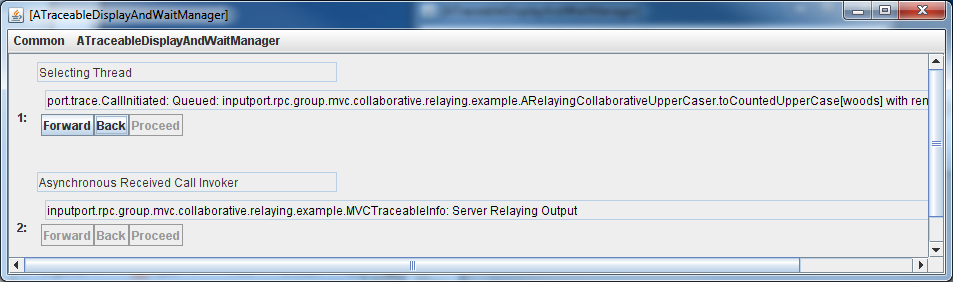 [ATraceableDisplayAndWaitManager]
Common ATraceableDisplayAndWaitManager
Selecting Thread
port.trace.CallInitiated: Queued: inputport.rpc.group.mvc.collaborative.relaying.example.ARelayingCollaborativeUpperCaser.toCountedUpperCase[woods] with ren
1:
Forward Back Proceed
Asynchronous Received Call Invoker
inputport.rpc.group.mvc.collaborative.relaying.example.MVCTraceableInfo: Server Relaying Output
2:
Forward Back Proceed